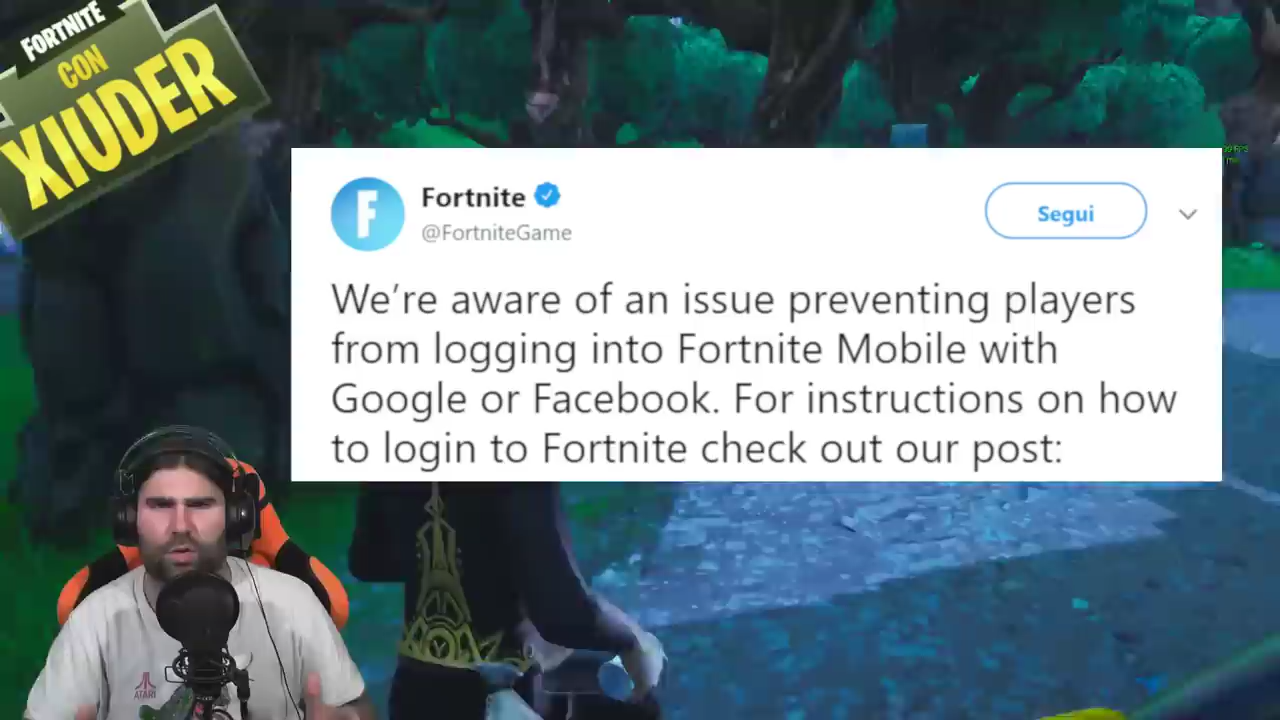 FORTNITE
CON
XIUDER
Fortnite
@FortniteGame
Segui
We're aware of an issue preventing players
from logging into Fortnite Mobile with
Google or Facebook. For instructions on how
to login to Fortnite check out our post:
ATARI